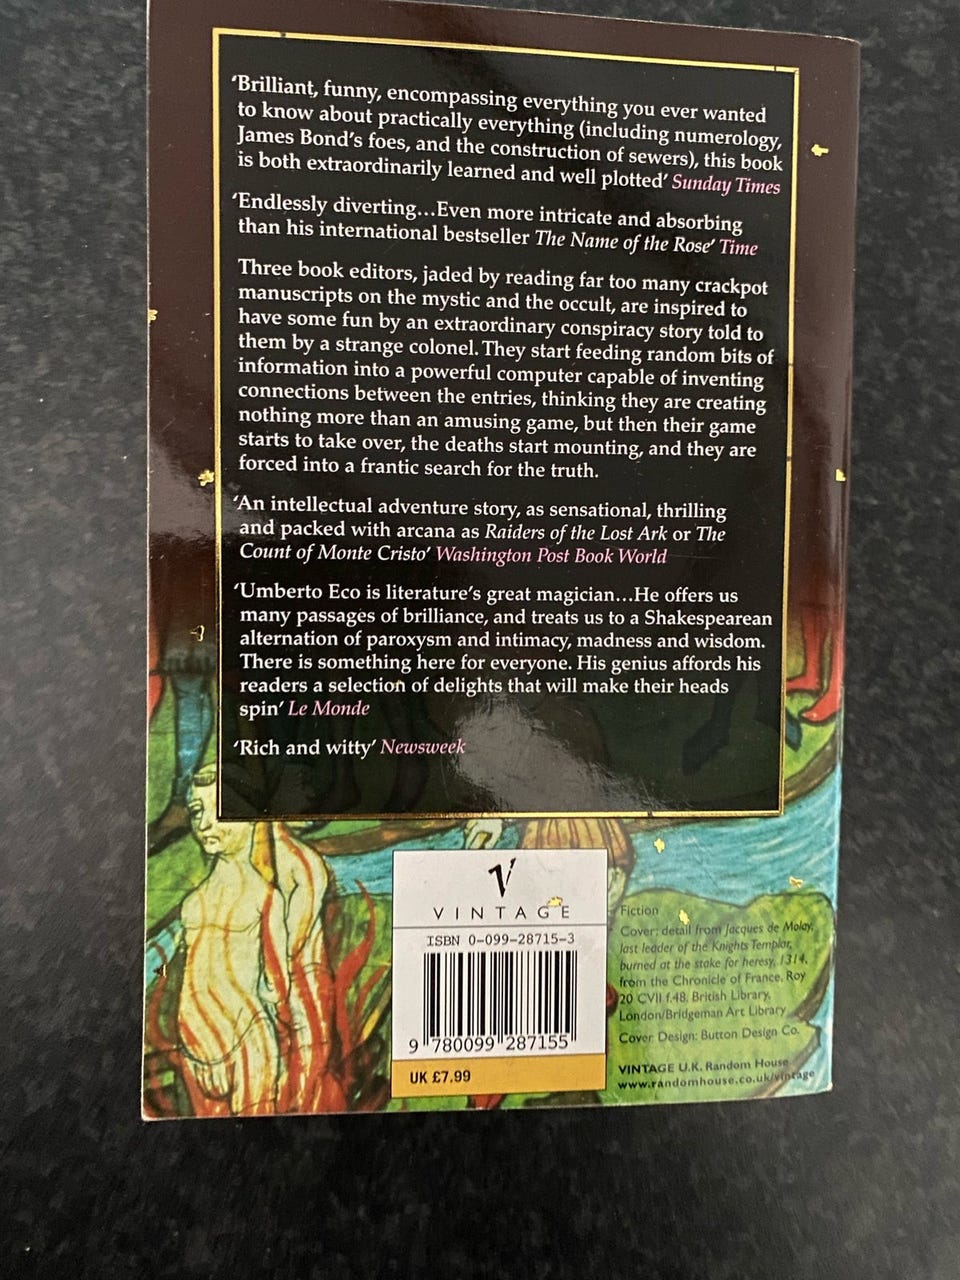 ‘Brilliant, funny, encompassing everything you ever wanted
to know about practically everything (including numerology,
James Bond’s foes, and the construction of sewers), this book
is both extraordinarily learned and well plotted’ Sunday Times
‘Endlessly diverting...Even more intricate and absorbing
than his international bestseller The Name of the Rose’ Time
Three book editors, jaded by reading far too many crackpot
manuscripts on the mystic and the occult, are inspired to
have some fun by an extraordinary conspiracy story told to
them by a strange colonel. They start feeding random bits of
information into a powerful computer capable of inventing
connections between the entries, thinking they are creating
nothing more than an amusing game, but then their game
starts to take over, the deaths start mounting, and they are
forced into a frantic search for the truth.
‘An intellectual adventure story, as sensational, thrilling
and packed with arcana as Raiders of the Lost Ark or The
Count of Monte Cristo’ Washington Post Book World
‘Umberto Eco is literature’s great magician...He offers us
many passages of brilliance, and treats us to a Shakespearean
alternation of paroxysm and intimacy, madness and wisdom.
There is something here for everyone. His genius affords his
readers a selection of delights that will make their heads
spin’ Le Monde
‘Rich and witty’ Newsweek
VINTAGE
ISBN 0-099-28715-3
9 780099 287155
UK £7.99
Fiction
Cover: detail from Jacques de Molay,
last leader of the Knights Templar,
burned at the stake for heresy, 1314,
from the Chronicle of France, Roy
20 CVII f.48, British Library,
London/Bridgeman Art Library
Cover Design: Button Design Co.
VINTAGE U.K. Random House
www.randomhouse.co.uk/vintage